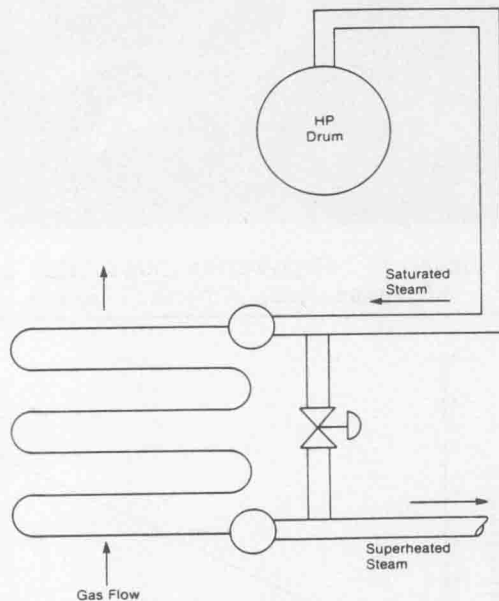 HP
Drum
Saturated
Steam
Superheated
Steam
Gas Flow